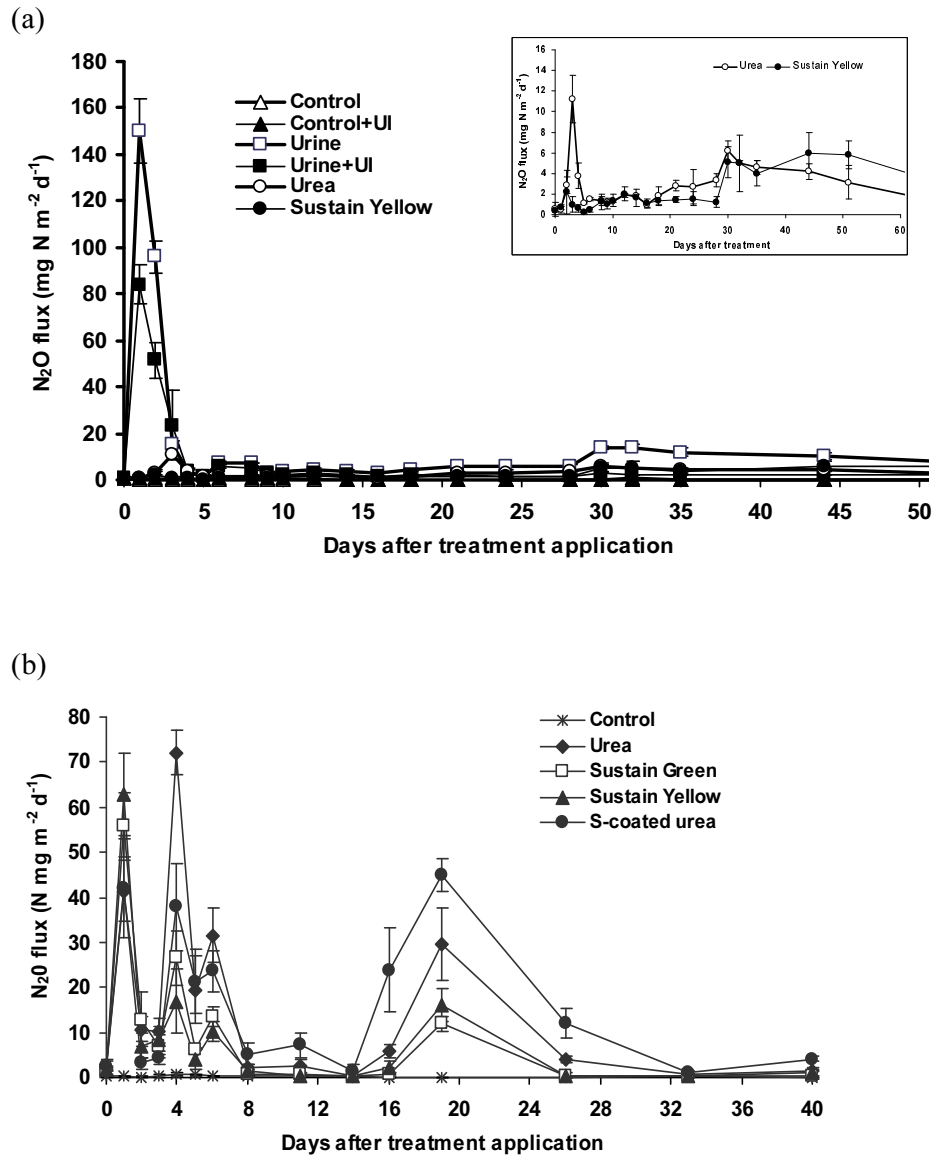 (a)
180
160
140
120
100
80
60
40
20
0
N₂O flux (mg N m⁻² d⁻¹)
Control
Control+UI
Urine
Urine+UI
Urea
Sustain Yellow
0 5 10 15 20 25 30 35 40 45 50
Days after treatment application
16
14
12
10
8
6
4
2
0
N₂O flux (mg N m⁻² d⁻¹)
Urea Sustain Yellow
0 10 20 30 40 50 60
Days after treatment
(b)
80
70
60
50
40
30
20
10
0
N₂0 flux (N mg m⁻² d⁻¹)
Control
Urea
Sustain Green
Sustain Yellow
S-coated urea
0 4 8 12 16 20 24 28 32 36 40
Days after treatment application